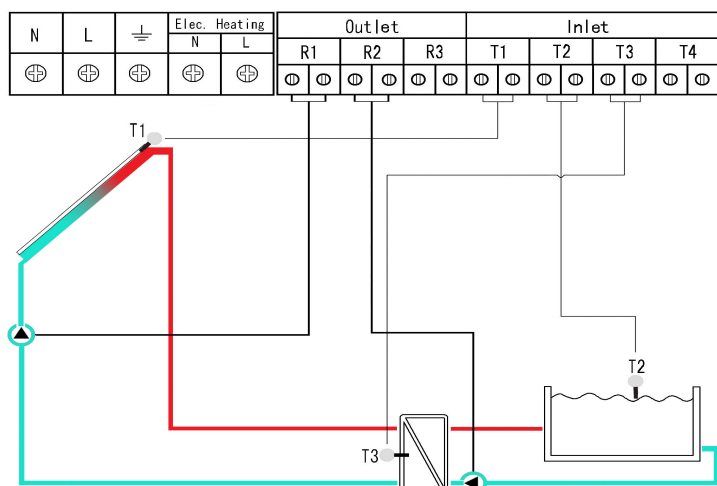 N L Elec. Heating Outlet Inlet
N L R1 R2 R3 T1 T2 T3 T4
T1
T2
T3